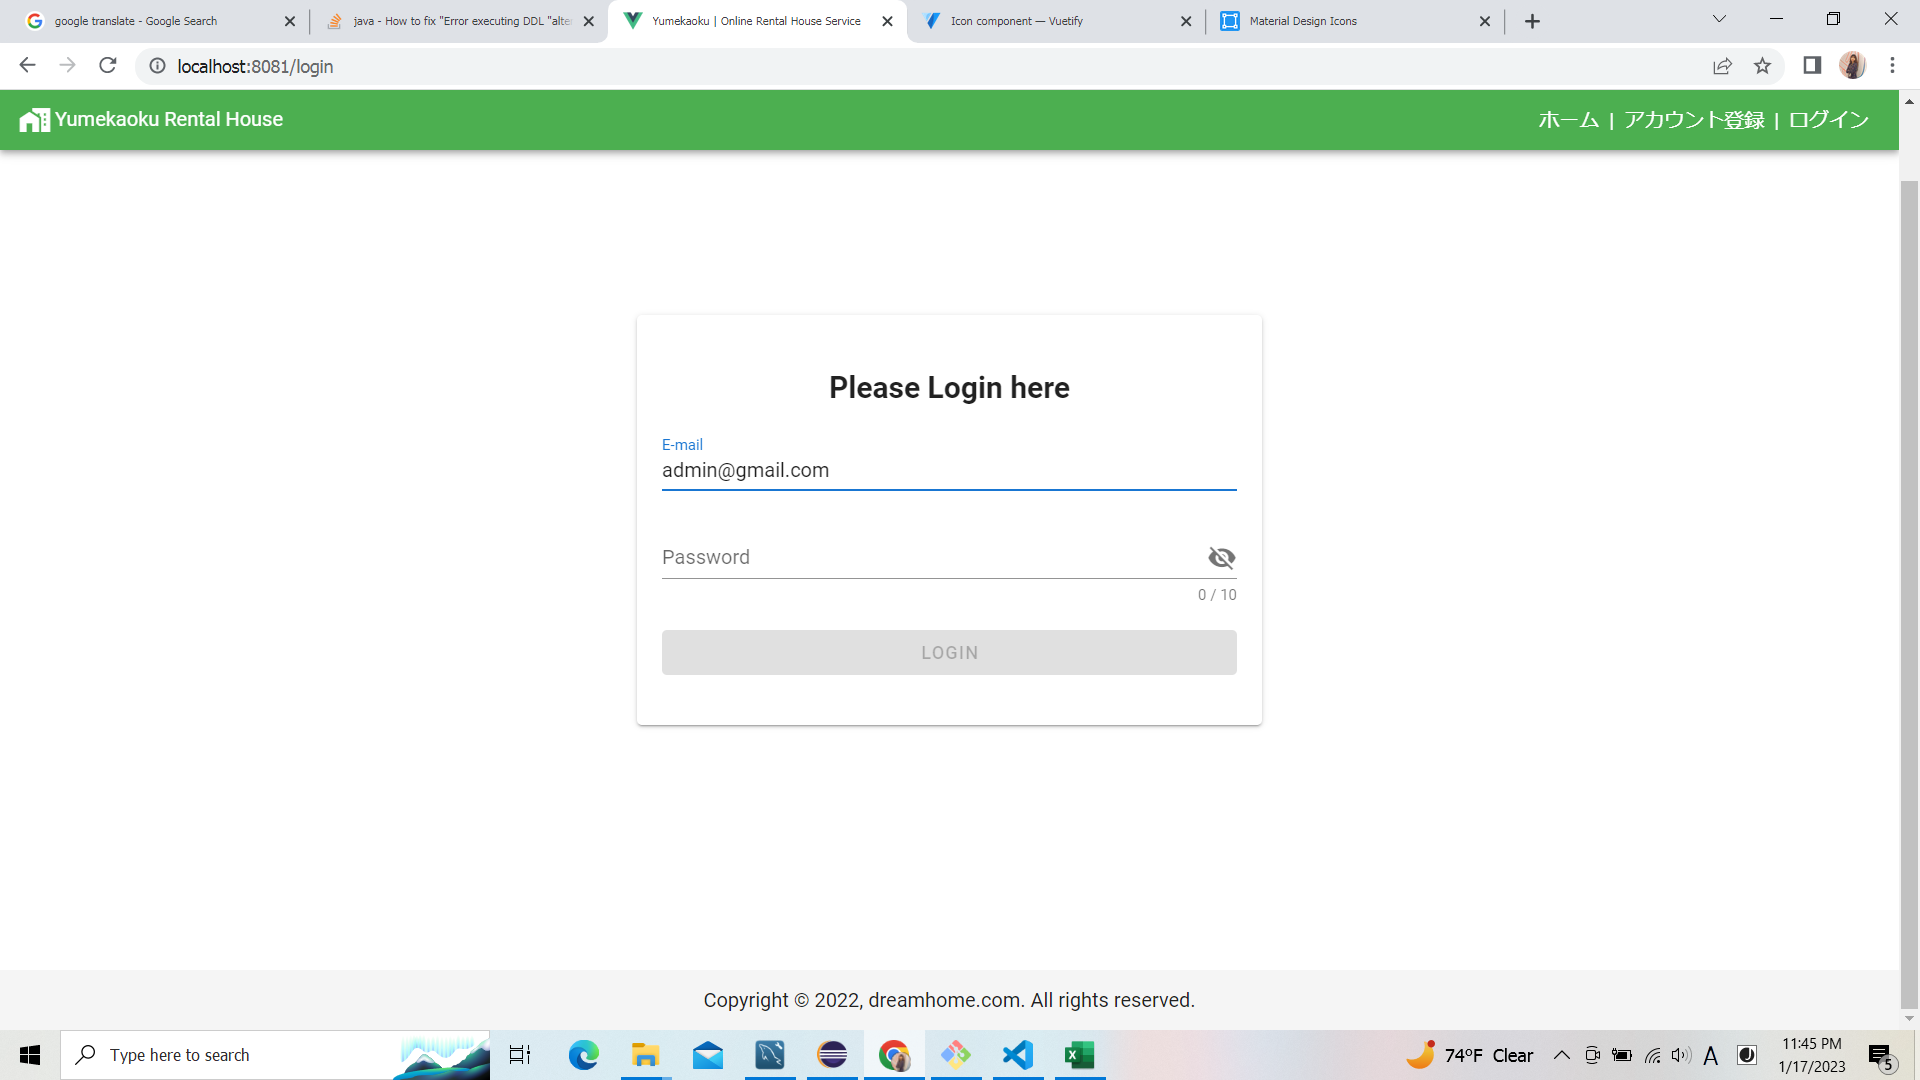 google translate - Google Search
java - How to fix "Error executing DDL "alte
Yumekaoku | Online Rental House Service
Icon component — Vuetify
Material Design Icons
localhost:8081/login
Yumekaoku Rental House
ホーム | アカウント登録 | ログイン
Please Login here
E-mail
admin@gmail.com
Password
0 / 10
LOGIN
Copyright © 2022, dreamhome.com. All rights reserved.
Type here to search
74°F Clear
A
11:45 PM
1/17/2023
5